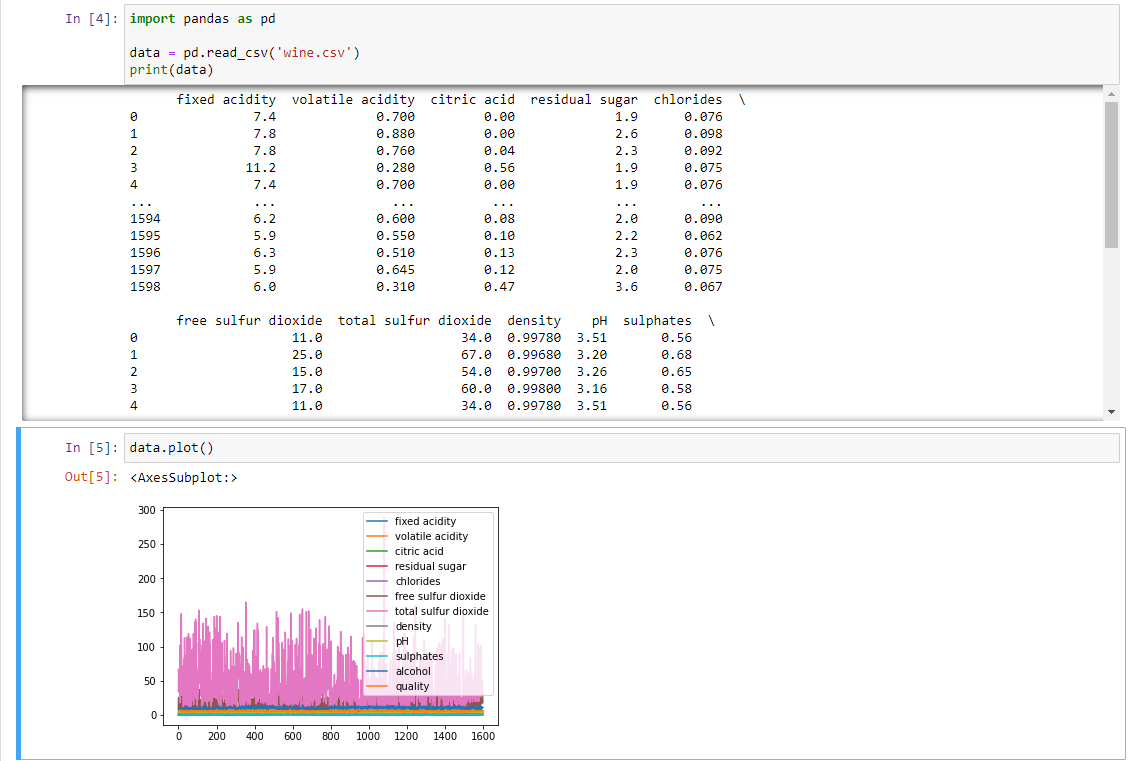 In [4]: import pandas as pd
data = pd.read_csv('wine.csv')
print(data)
fixed acidity  volatile acidity  citric acid  residual sugar  chlorides  \
0 7.4 0.700 0.00 1.9 0.076
1 7.8 0.880 0.00 2.6 0.098
2 7.8 0.760 0.04 2.3 0.092
3 11.2 0.280 0.56 1.9 0.075
4 7.4 0.700 0.00 1.9 0.076
... ... ... ... ... ...
1594 6.2 0.600 0.08 2.0 0.090
1595 5.9 0.550 0.10 2.2 0.062
1596 6.3 0.510 0.13 2.3 0.076
1597 5.9 0.645 0.12 2.0 0.075
1598 6.0 0.310 0.47 3.6 0.067
free sulfur dioxide  total sulfur dioxide  density  pH  sulphates  \
0 11.0 34.0 0.99780 3.51 0.56
1 25.0 67.0 0.99680 3.20 0.68
2 15.0 54.0 0.99700 3.26 0.65
3 17.0 60.0 0.99800 3.16 0.58
4 11.0 34.0 0.99780 3.51 0.56
In [5]: data.plot()
Out[5]: <AxesSubplot:>
300
250
200
150
100
50
0
fixed acidity
volatile acidity
citric acid
residual sugar
chlorides
free sulfur dioxide
total sulfur dioxide
density
pH
sulphates
alcohol
quality
0 200 400 600 800 1000 1200 1400 1600